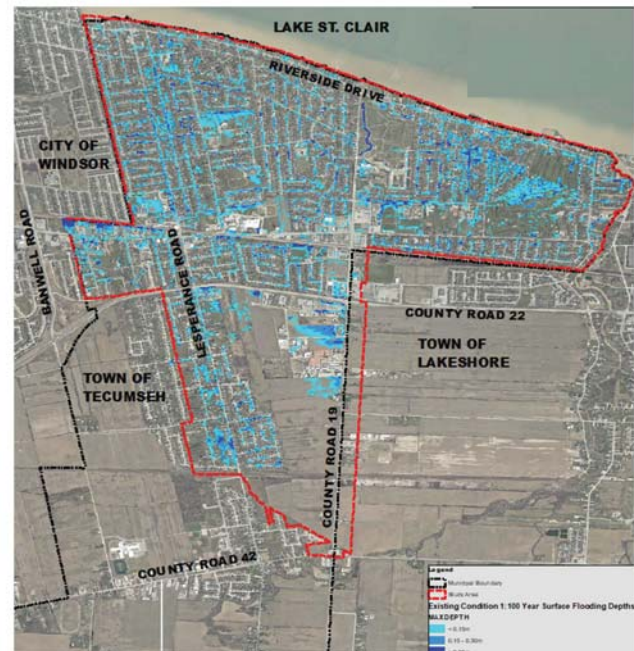 LAKE ST. CLAIR
RIVERSIDE DRIVE
CITY OF
WINDSOR
BANWELL ROAD
LESPERANCE ROAD
COUNTY ROAD 22
TOWN OF
LAKESHORE
TOWN OF
TECUMSEH
COUNTY ROAD 19
COUNTY ROAD 42
Legend
Municipal Boundary
Study Area
Existing Condition 1: 100 Year Surface Flooding Depths
MAXDEPTH
< 0.15m
0.15 - 0.30m